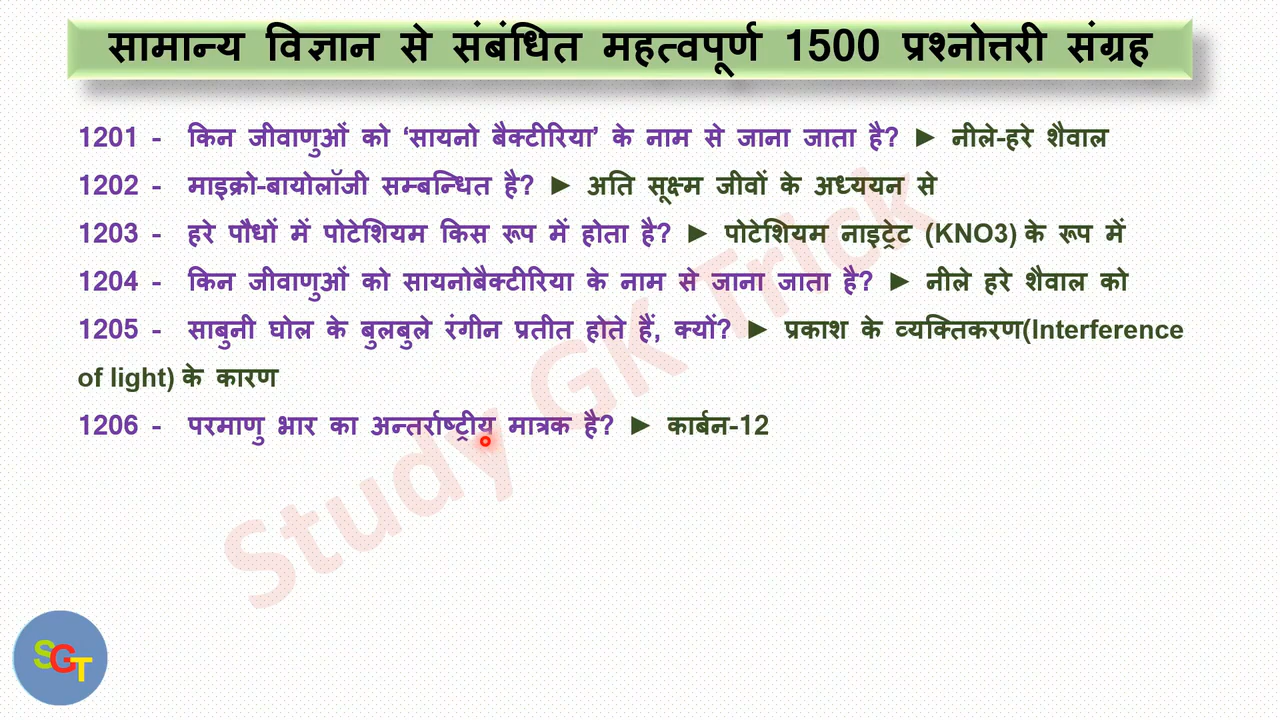 सामान्य विज्ञान से संबंधित महत्वपूर्ण 1500 प्रश्नोत्तरी संग्रह
1201 - किन जीवाणुओं को ‘सायनो बैक्टीरिया’ के नाम से जाना जाता है? ► नीले-हरे शैवाल
1202 - माइक्रो-बायोलॉजी सम्बन्धित है? ► अति सूक्ष्म जीवों के अध्ययन से
1203 - हरे पौधों में पोटेशियम किस रूप में होता है? ► पोटेशियम नाइट्रेट (KNO3) के रूप में
1204 - किन जीवाणुओं को सायनोबैक्टीरिया के नाम से जाना जाता है? ► नीले हरे शैवाल को
1205 - साबुनी घोल के बुलबुले रंगीन प्रतीत होते हैं, क्यों? ► प्रकाश के व्यक्तिकरण(Interference
of light) के कारण
1206 - परमाणु भार का अन्तर्राष्ट्रीय मात्रक है? ► कार्बन-12
Study GK Trick
SGT